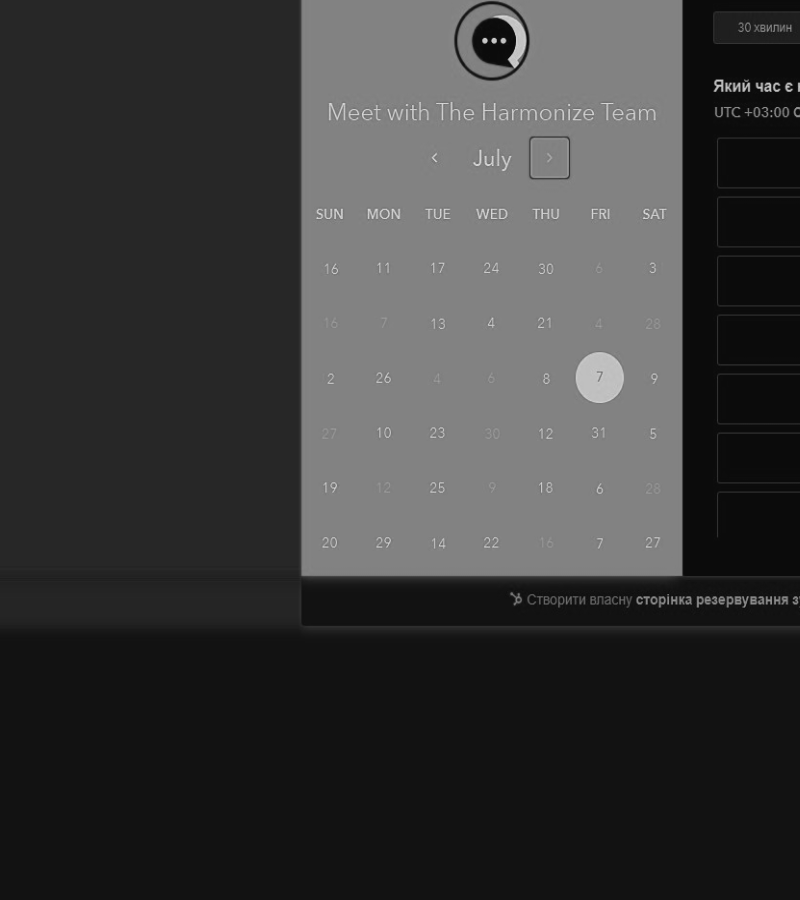 Meet with The Harmonize Team
July
SUN MON TUE WED THU FRI SAT
16 11 17 24 30 6 3
16 7 13 4 21 4 28
2 26 4 6 8 7 9
27 10 23 30 12 31 5
19 12 25 9 18 6 28
20 29 14 22 16 7 27
30 хвилин
Який час є
UTC +03:00
Створити власну сторінка резервування